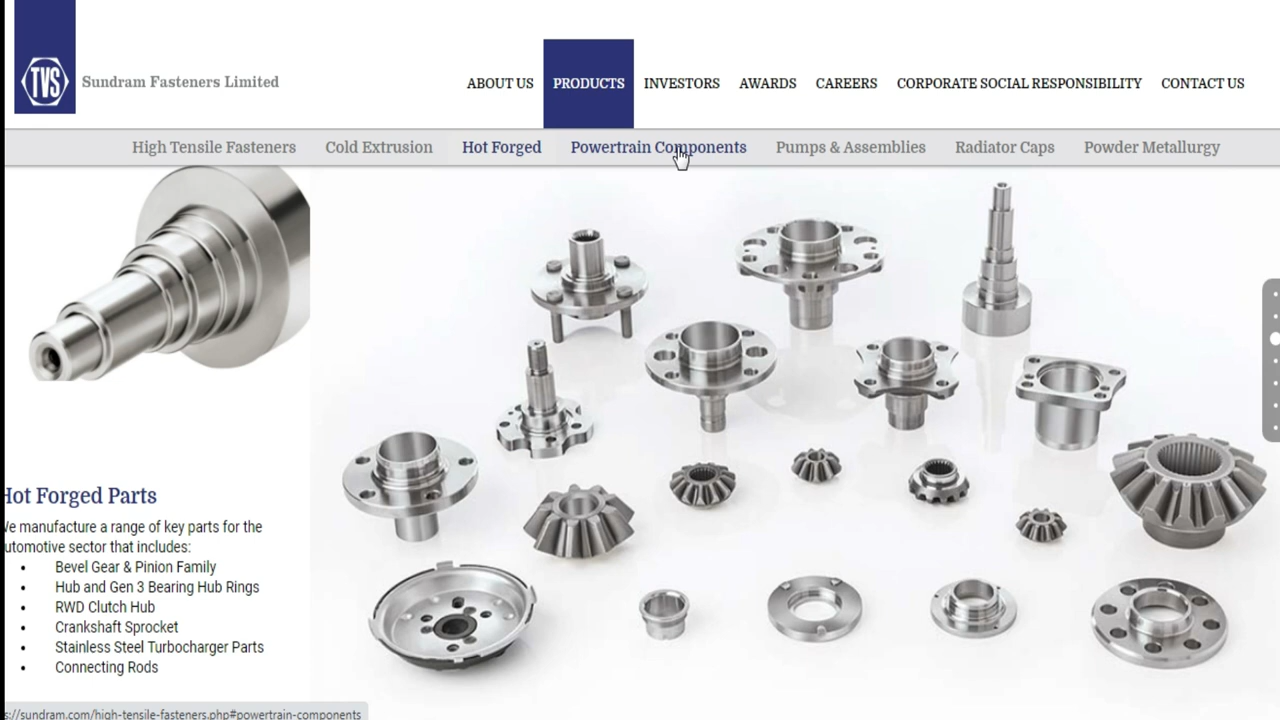 TVS
Sundram Fasteners Limited
ABOUT US PRODUCTS INVESTORS AWARDS CAREERS CORPORATE SOCIAL RESPONSIBILITY CONTACT US
High Tensile Fasteners Cold Extrusion Hot Forged Powertrain Components Pumps & Assemblies Radiator Caps Powder Metallurgy
Hot Forged Parts
We manufacture a range of key parts for the
utomotive sector that includes:
• Bevel Gear & Pinion Family
• Hub and Gen 3 Bearing Hub Rings
• RWD Clutch Hub
• Crankshaft Sprocket
• Stainless Steel Turbocharger Parts
• Connecting Rods
s://sundram.com/high-tensile-fasteners.php#powertrain-components